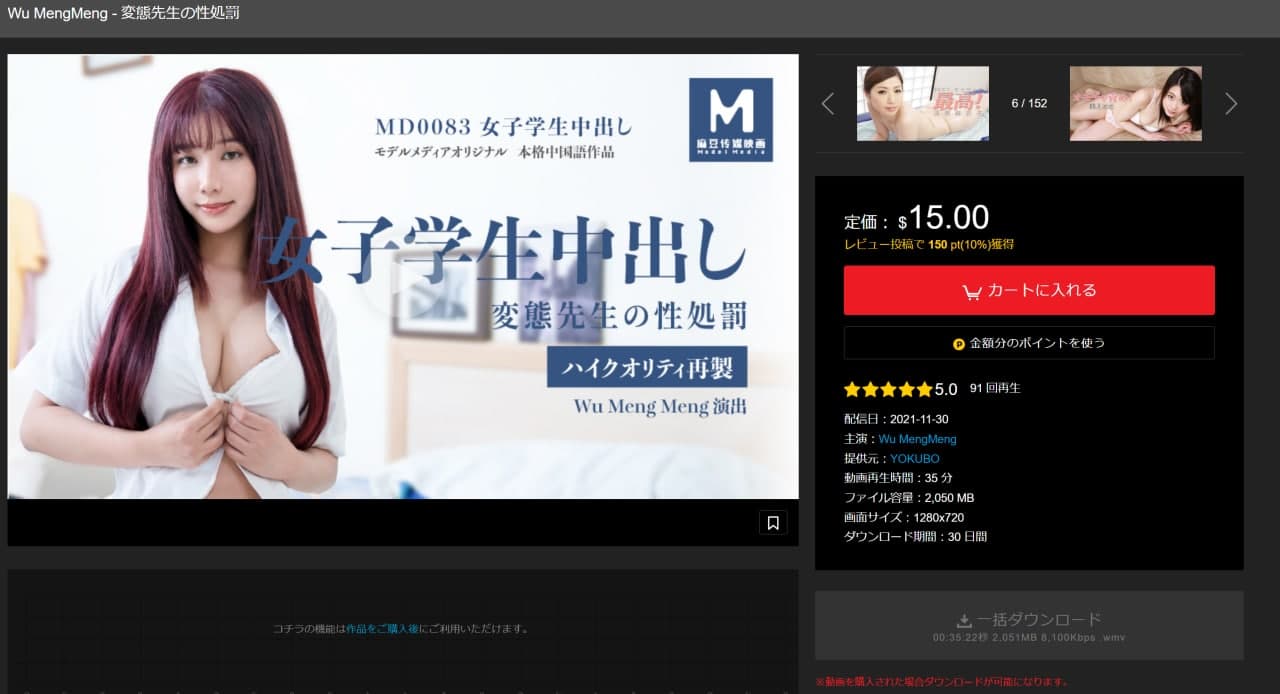 Wu MengMeng - 変態先生の性処罰
MD0083 女子学生中出し
モデルメディアオリジナル 本格中国語作品
M
麻豆传媒映画
Model Media
女子学生中出し
変態先生の性処罰
ハイクオリティ再製
Wu Meng Meng 演出
最高!
6 / 152
定価： $15.00
レビュー投稿で 150 pt(10%)獲得
カートに入れる
P 金額分のポイントを使う
5.0 91 回再生
配信日：2021-11-30
主演：Wu MengMeng
提供元：YOKUBO
動画再生時間：35 分
ファイル容量：2,050 MB
画面サイズ：1280x720
ダウンロード期間：30 日間
コチラの機能は作品をご購入後にご利用いただけます。
一括ダウンロード
00:35:22秒 2,051MB 8,100Kbps .wmv
※動画を購入された場合ダウンロードが可能になります。